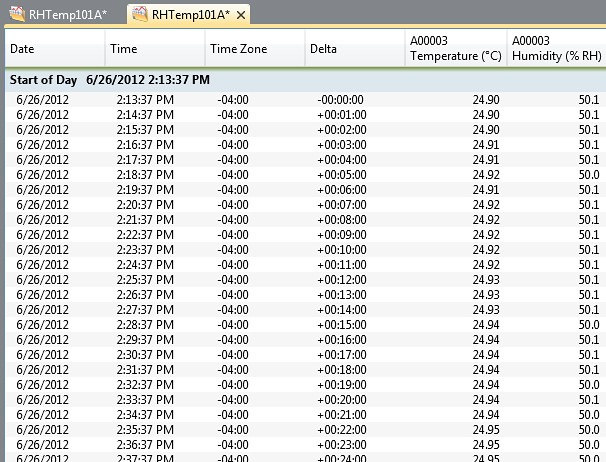 RHTemp101A* RHTemp101A*
Date Time Time Zone Delta A00003 Temperature (°C) A00003 Humidity (% RH)
Start of Day 6/26/2012 2:13:37 PM
6/26/2012 2:13:37 PM -04:00 -00:00:00 24.90 50.1
6/26/2012 2:14:37 PM -04:00 +00:01:00 24.90 50.1
6/26/2012 2:15:37 PM -04:00 +00:02:00 24.90 50.1
6/26/2012 2:16:37 PM -04:00 +00:03:00 24.91 50.1
6/26/2012 2:17:37 PM -04:00 +00:04:00 24.91 50.1
6/26/2012 2:18:37 PM -04:00 +00:05:00 24.92 50.0
6/26/2012 2:19:37 PM -04:00 +00:06:00 24.91 50.1
6/26/2012 2:20:37 PM -04:00 +00:07:00 24.92 50.1
6/26/2012 2:21:37 PM -04:00 +00:08:00 24.92 50.1
6/26/2012 2:22:37 PM -04:00 +00:09:00 24.92 50.1
6/26/2012 2:23:37 PM -04:00 +00:10:00 24.92 50.1
6/26/2012 2:24:37 PM -04:00 +00:11:00 24.92 50.1
6/26/2012 2:25:37 PM -04:00 +00:12:00 24.93 50.1
6/26/2012 2:26:37 PM -04:00 +00:13:00 24.93 50.1
6/26/2012 2:27:37 PM -04:00 +00:14:00 24.93 50.1
6/26/2012 2:28:37 PM -04:00 +00:15:00 24.94 50.0
6/26/2012 2:29:37 PM -04:00 +00:16:00 24.94 50.1
6/26/2012 2:30:37 PM -04:00 +00:17:00 24.94 50.1
6/26/2012 2:31:37 PM -04:00 +00:18:00 24.94 50.1
6/26/2012 2:32:37 PM -04:00 +00:19:00 24.94 50.0
6/26/2012 2:33:37 PM -04:00 +00:20:00 24.94 50.1
6/26/2012 2:34:37 PM -04:00 +00:21:00 24.94 50.0
6/26/2012 2:35:37 PM -04:00 +00:22:00 24.95 50.0
6/26/2012 2:36:37 PM -04:00 +00:23:00 24.95 50.0
6/26/2012 2:37:37 PM -04:00 +00:24:00 24.95 50.0